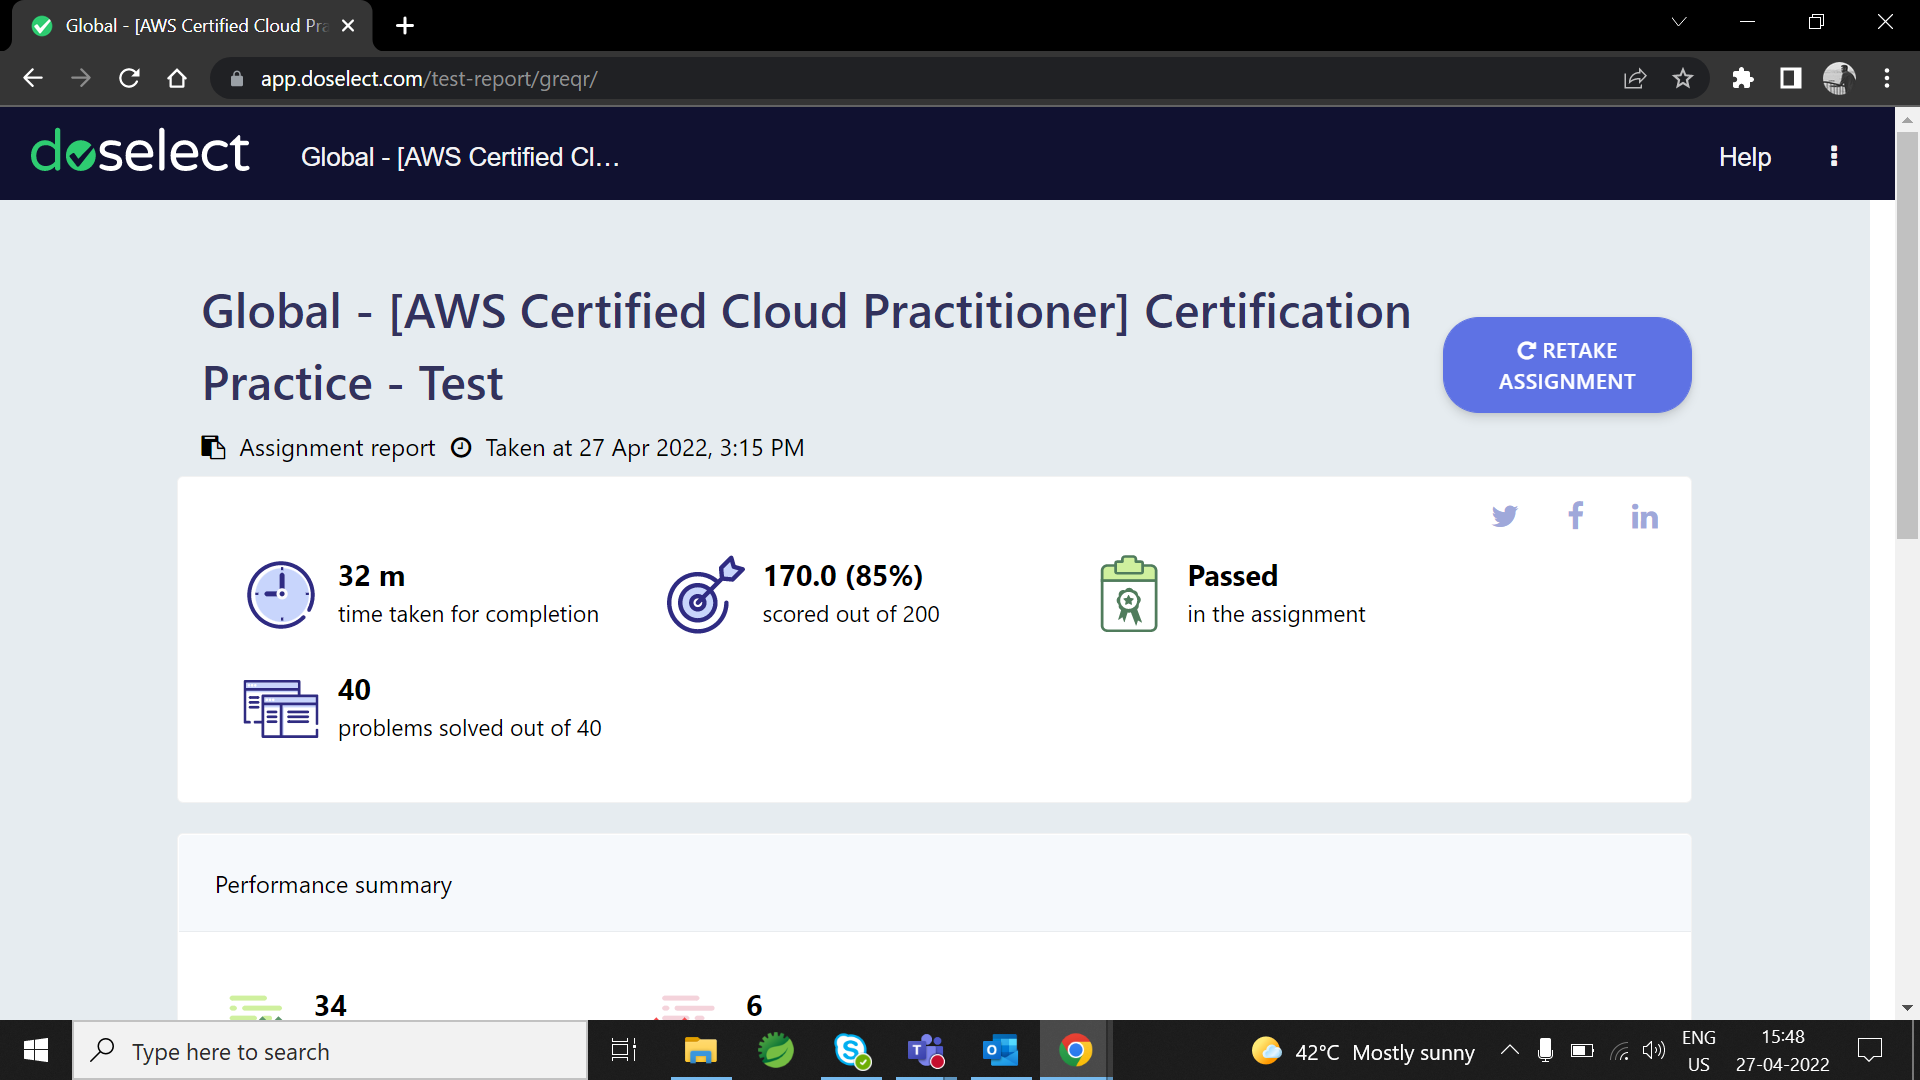 Global - [AWS Certified Cloud Pra
app.doselect.com/test-report/greqr/
doselect
Global - [AWS Certified Cl...
Help
Global - [AWS Certified Cloud Practitioner] Certification
Practice - Test
RETAKE
ASSIGNMENT
Assignment report Taken at 27 Apr 2022, 3:15 PM
32 m
time taken for completion
170.0 (85%)
scored out of 200
Passed
in the assignment
40
problems solved out of 40
Performance summary
34
6
Type here to search
42°C Mostly sunny
ENG
US
15:48
27-04-2022